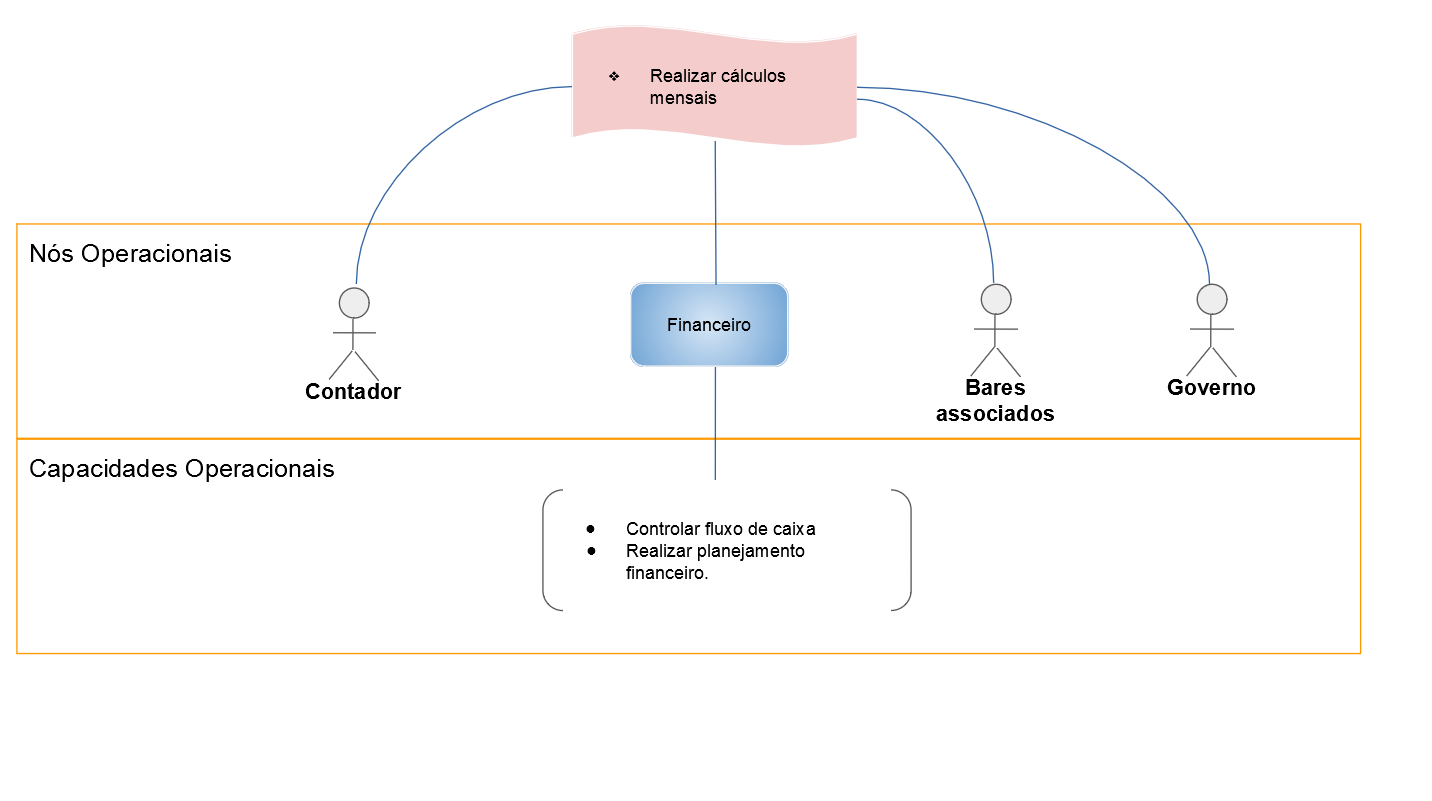 ❖ Realizar cálculos
mensais
Nós Operacionais
Financeiro
Contador
Bares
associados
Governo
Capacidades Operacionais
● Controlar fluxo de caixa
● Realizar planejamento
financeiro.